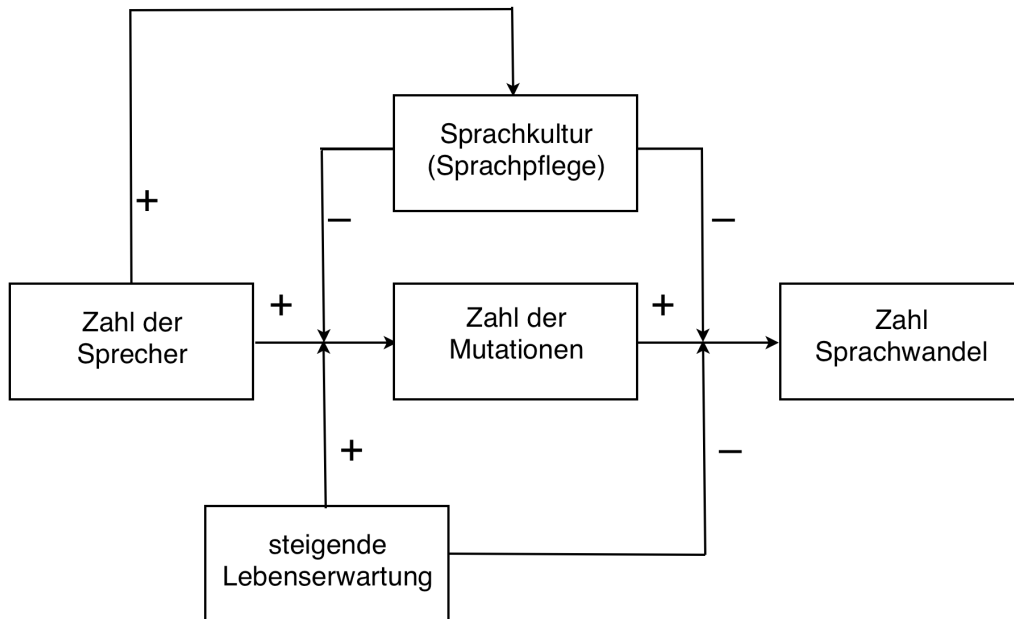 Sprachkultur
(Sprachpflege)
+
–
–
Zahl der
Sprecher
+
Zahl der
Mutationen
+
Zahl
Sprachwandel
+
–
steigende
Lebenserwartung